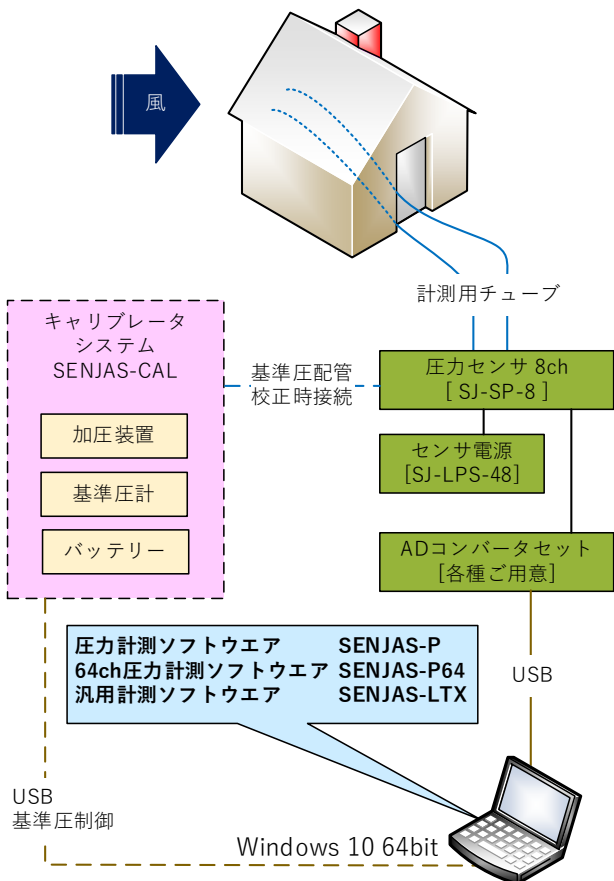 風
計測用チューブ
キャリブレータ
システム
SENJAS-CAL
加圧装置
基準圧計
バッテリー
基準圧配管
校正時接続
圧力センサ 8ch
[ SJ-SP-8 ]
センサ電源
[SJ-LPS-48]
ADコンバータセット
[各種ご用意]
圧力計測ソフトウエア SENJAS-P
64ch圧力計測ソフトウエア SENJAS-P64
汎用計測ソフトウエア SENJAS-LTX
USB
USB
基準圧制御
Windows 10 64bit